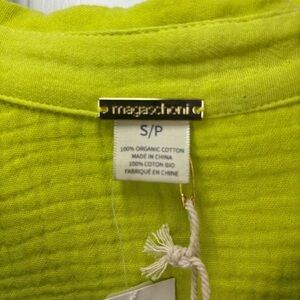 magaschoni
S/P
100% ORGANIC COTTON
MADE IN CHINA
100% COTON BIO
FABRIQUÉ EN CHINE